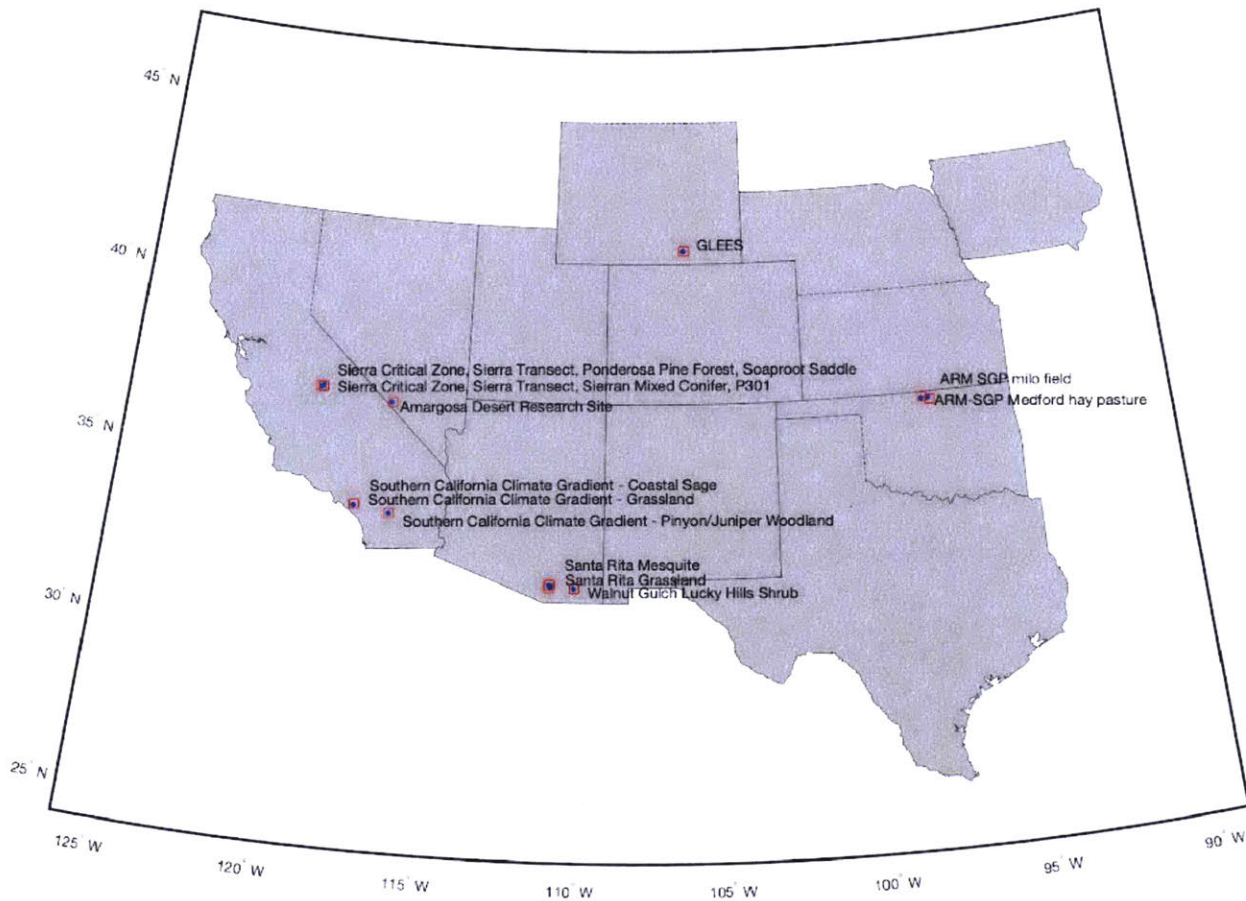 45° N
GLEES
40° N
Sierra Critical Zone, Sierra Transect, Ponderosa Pine Forest, Soaproot Saddle
Sierra Critical Zone, Sierra Transect, Sierran Mixed Conifer, P301
Amargosa Desert Research Site
ARM SGP milo field
ARM-SGP Medford hay pasture
35° N
Southern California Climate Gradient - Coastal Sage
Southern California Climate Gradient - Grassland
Southern California Climate Gradient - Pinyon/Juniper Woodland
Santa Rita Mesquite
Santa Rita Grassland
Walnut Gulch Lucky Hills Shrub
30° N
25° N
125° W
120° W
115° W
110° W
105° W
100° W
95° W
90° W